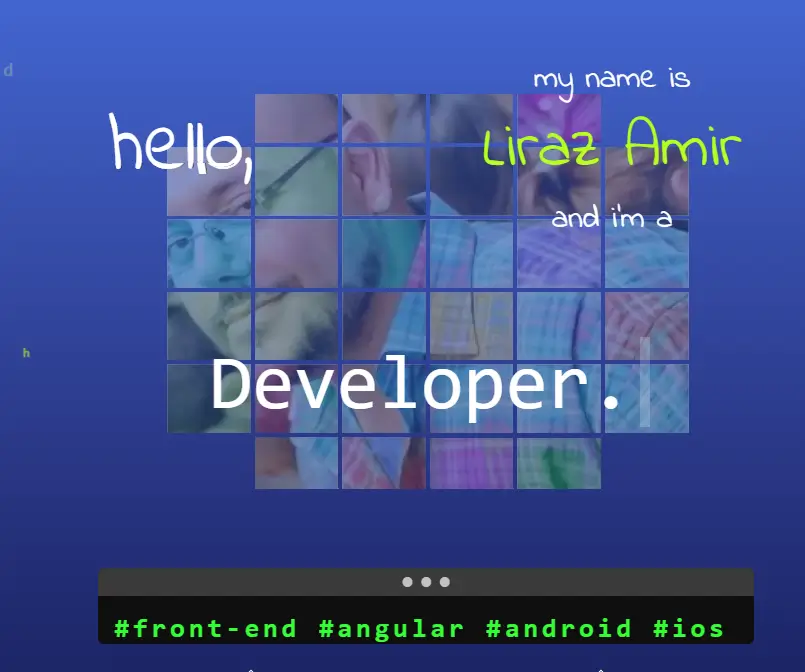 d
my name is
hello,
Liraz Amir
and i'm a
h
Developer.
#front-end #angular #android #ios